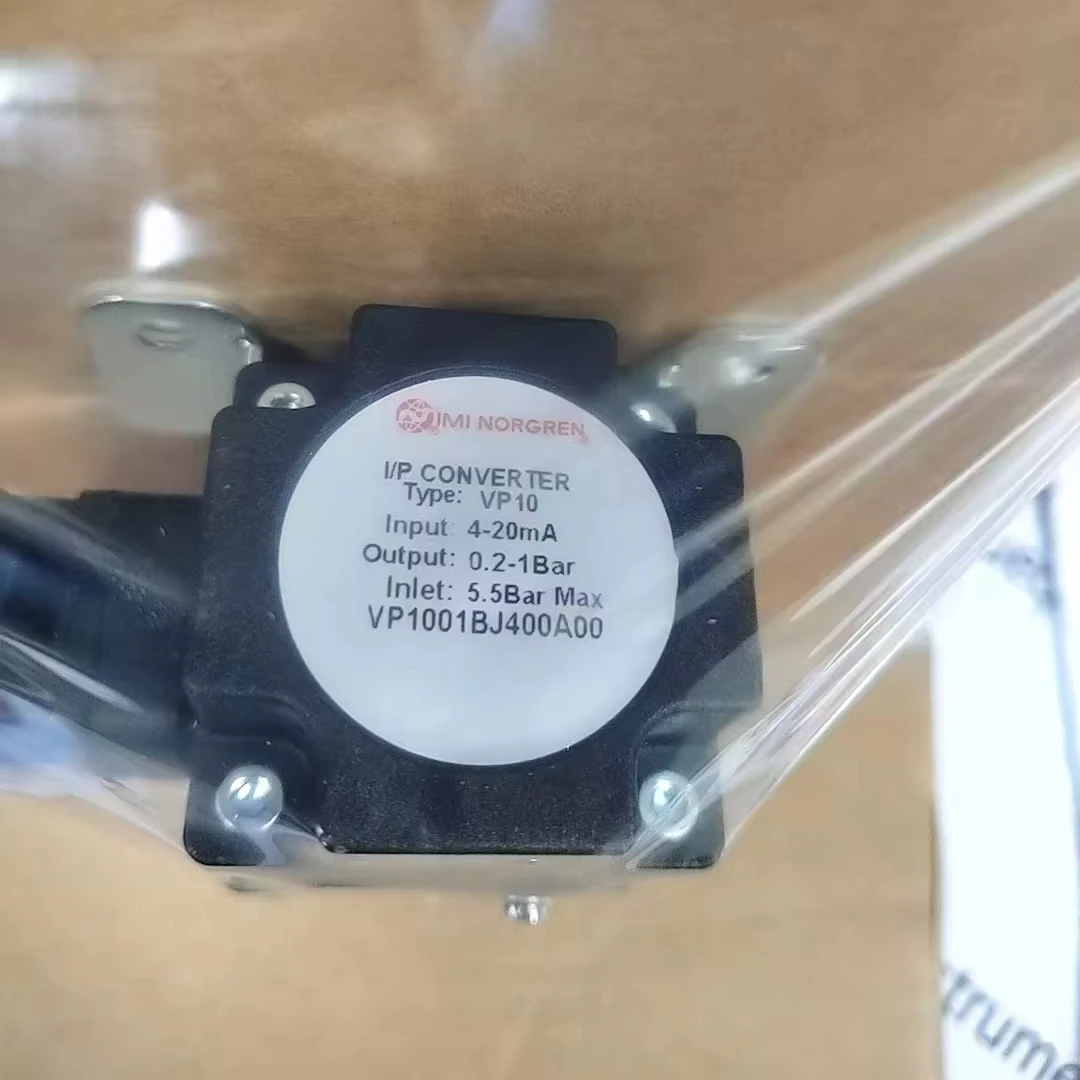 IMI NORGREN
I/P CONVERTER
Type: VP10
Input: 4-20mA
Output: 0.2-1Bar
Inlet: 5.5Bar Max
VP1001BJ400A00